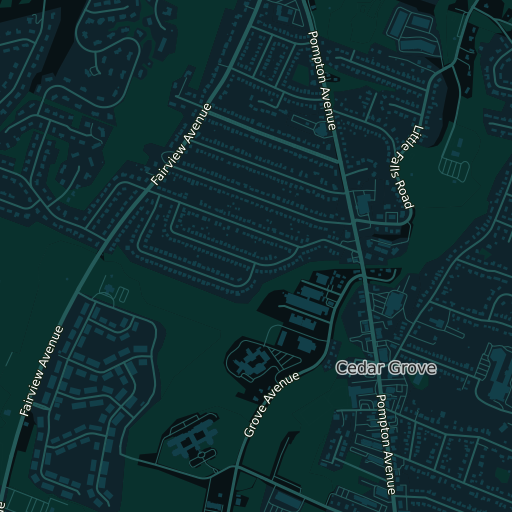 Pompton Avenue
Fairview Avenue
Little Falls Road
Fairview Avenue
Cedar Grove
Grove Avenue
Pompton Avenue